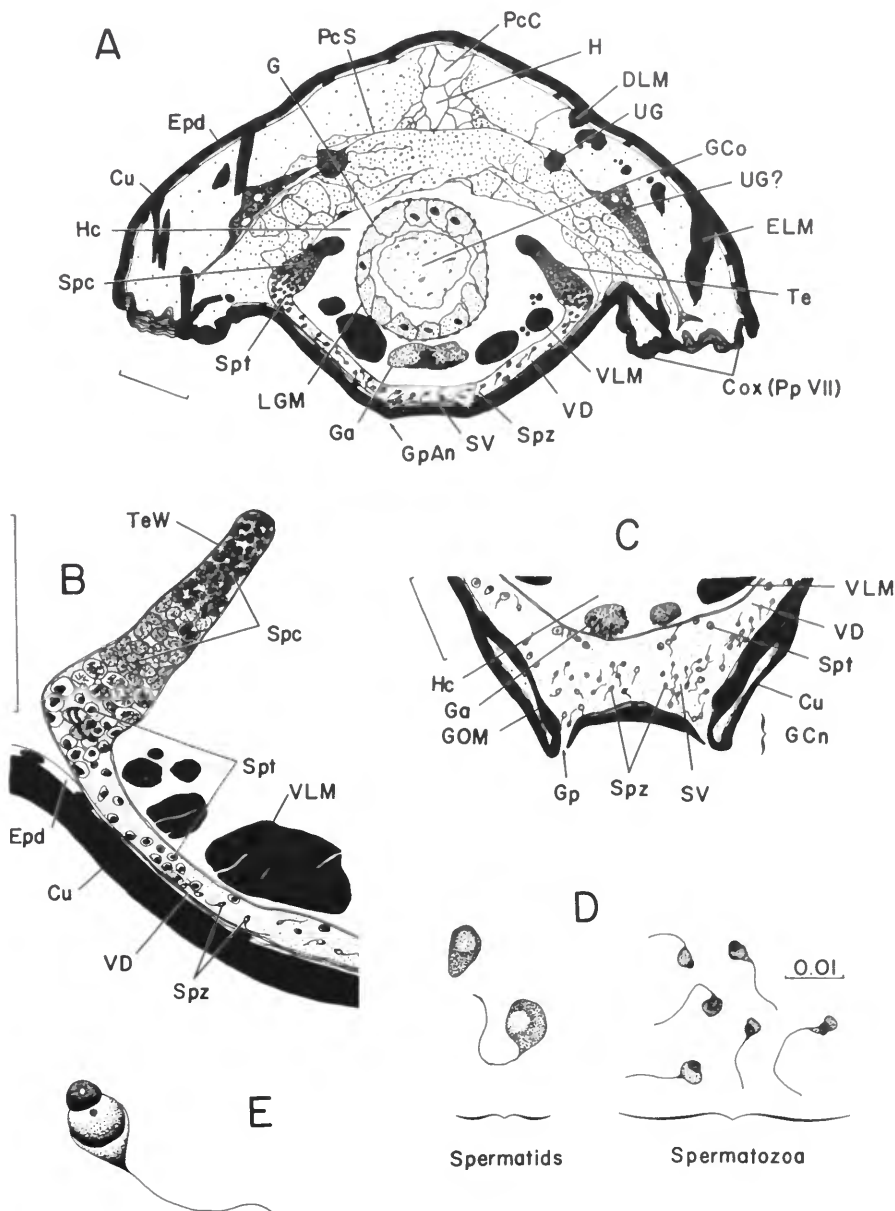 A
PcS
PcC
G
H
DLM
UG
Epd
GCo
Cu
UG?
Hc
ELM
Spc
Te
Spt
VLM
Cox (Pp VII)
LGM
VD
Ga
SV
Spz
GpAn
TeW
B
C
VLM
Spc
VD
Spt
Hc
Cu
Ga
GOM
GCn
Gp
Spz
SV
Spt
VLM
Epd
Cu
VD
Spz
D
0.01
E
Spermatids
Spermatozoa